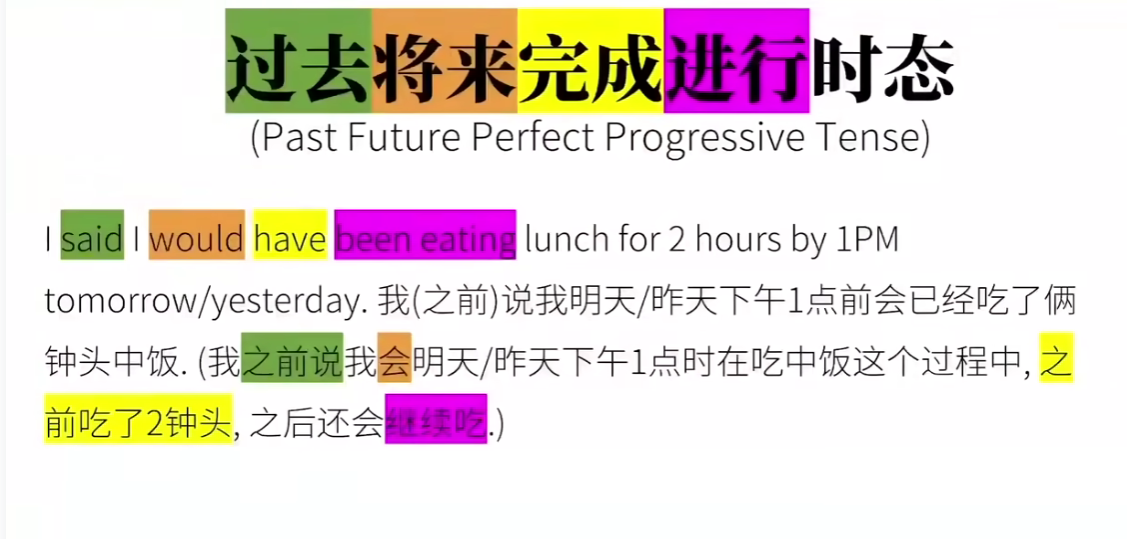 过去将来完成进行时态
(Past Future Perfect Progressive Tense)
I said I would have been eating lunch for 2 hours by 1PM
tomorrow/yesterday. 我(之前)说我明天/昨天下午1点前会已经吃了俩
钟头中饭. (我之前说我会明天/昨天下午1点时在吃中饭这个过程中, 之
前吃了2钟头, 之后还会继续吃.)